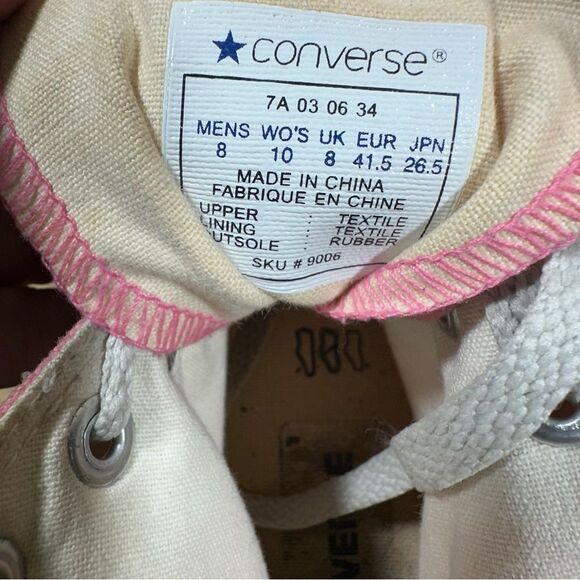 ★converse®
7A 03 06 34
MENS WO'S UK EUR JPN
8 10 8 41.5 26.5
MADE IN CHINA
FABRIQUE EN CHINE
UPPER : TEXTILE
LINING : TEXTILE
OUTSOLE : RUBBER
SKU # 9006